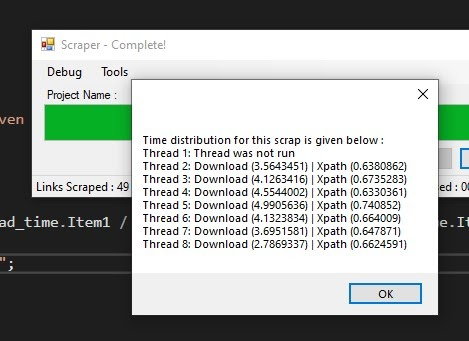 Scraper - Complete!
Debug Tools
Project Name :
ven
Time distribution for this scrap is given below :
Thread 1: Thread was not run
Thread 2: Download (3.5643451) | Xpath (0.6380862)
Thread 3: Download (4.1263416) | Xpath (0.6735283)
Thread 4: Download (4.5544002) | Xpath (0.6330361)
Thread 5: Download (4.9905636) | Xpath (0.740852)
Thread 6: Download (4.1323834) | Xpath (0.664009)
Thread 7: Download (3.6951581) | Xpath (0.647871)
Thread 8: Download (2.7869337) | Xpath (0.6624591)
Links Scraped : 49
sed : 00
ad_time.Item1 /
ge.It
";
OK